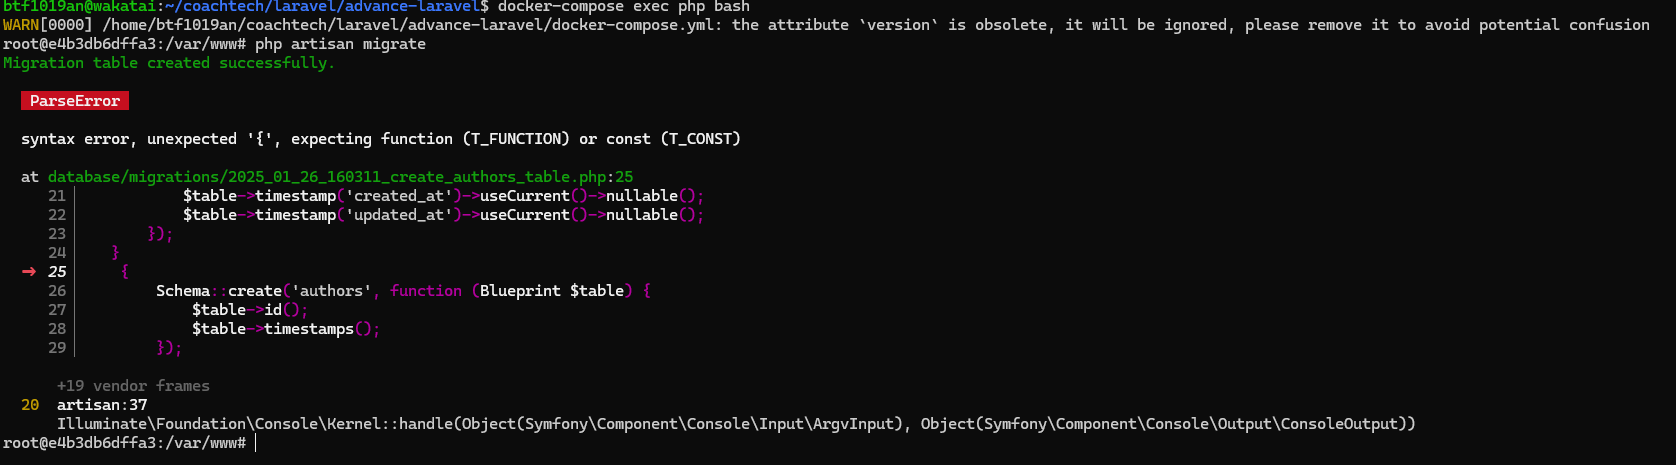 btf1019an@wakatai:~/coachtech/laravel/advance-laravel$ docker-compose exec php bash
WARN[0000] /home/btf1019an/coachtech/laravel/advance-laravel/docker-compose.yml: the attribute `version` is obsolete, it will be ignored, please remove it to avoid potential confusion
root@e4b3db6dffa3:/var/www# php artisan migrate
Migration table created successfully.
ParseError
syntax error, unexpected '{', expecting function (T_FUNCTION) or const (T_CONST)
at database/migrations/2025_01_26_160311_create_authors_table.php:25
21 $table->timestamp('created_at')->useCurrent()->nullable();
22 $table->timestamp('updated_at')->useCurrent()->nullable();
23 });
24 }
➜ 25 {
26 Schema::create('authors', function (Blueprint $table) {
27 $table->id();
28 $table->timestamps();
29 });
+19 vendor frames
20 artisan:37
Illuminate\Foundation\Console\Kernel::handle(Object(Symfony\Component\Console\Input\ArgvInput), Object(Symfony\Component\Console\Output\ConsoleOutput))
root@e4b3db6dffa3:/var/www#